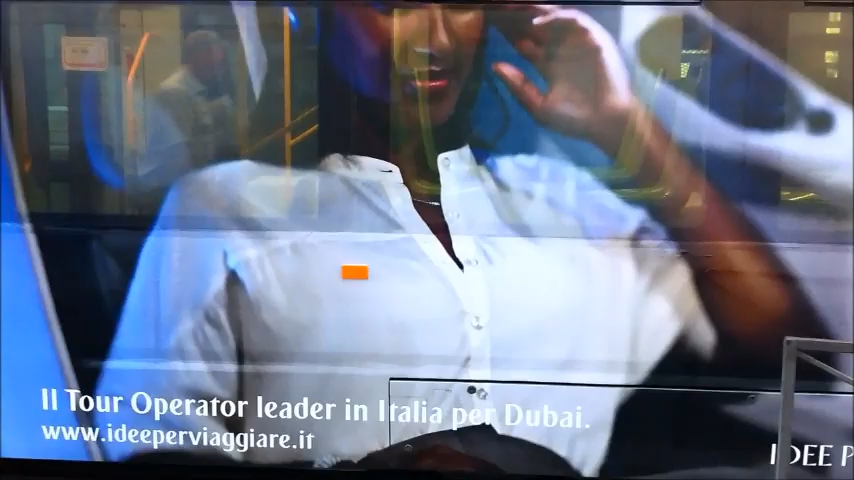 Il Tour Operator leader in Italia per Dubai.
www.ideeperviaggiare.it
IDEE P